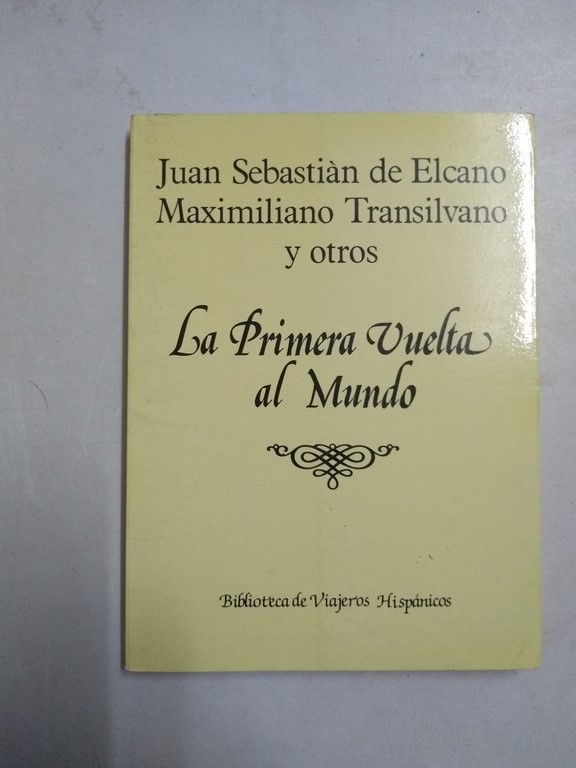 Juan Sebastiàn de Elcano
Maximiliano Transilvano
y otros
La Primera Vuelta
al Mundo
Biblioteca de Viajeros Hispánicos